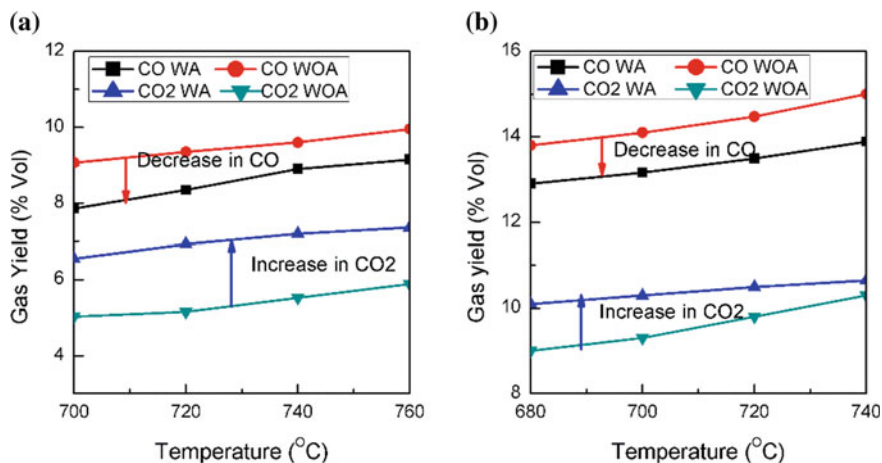 (a)
12
CO WA CO WOA
CO2 WA CO2 WOA
10
Decrease in CO
8
Increase in CO2
6
4
700 720 740 760
Gas Yield (% Vol)
Temperature (°C)
(b)
16
CO WA CO WOA
CO2 WA CO2 WOA
14
Decrease in CO
12
10
Increase in CO2
8
680 700 720 740
Gas yield (% Vol)
Temperature (°C)